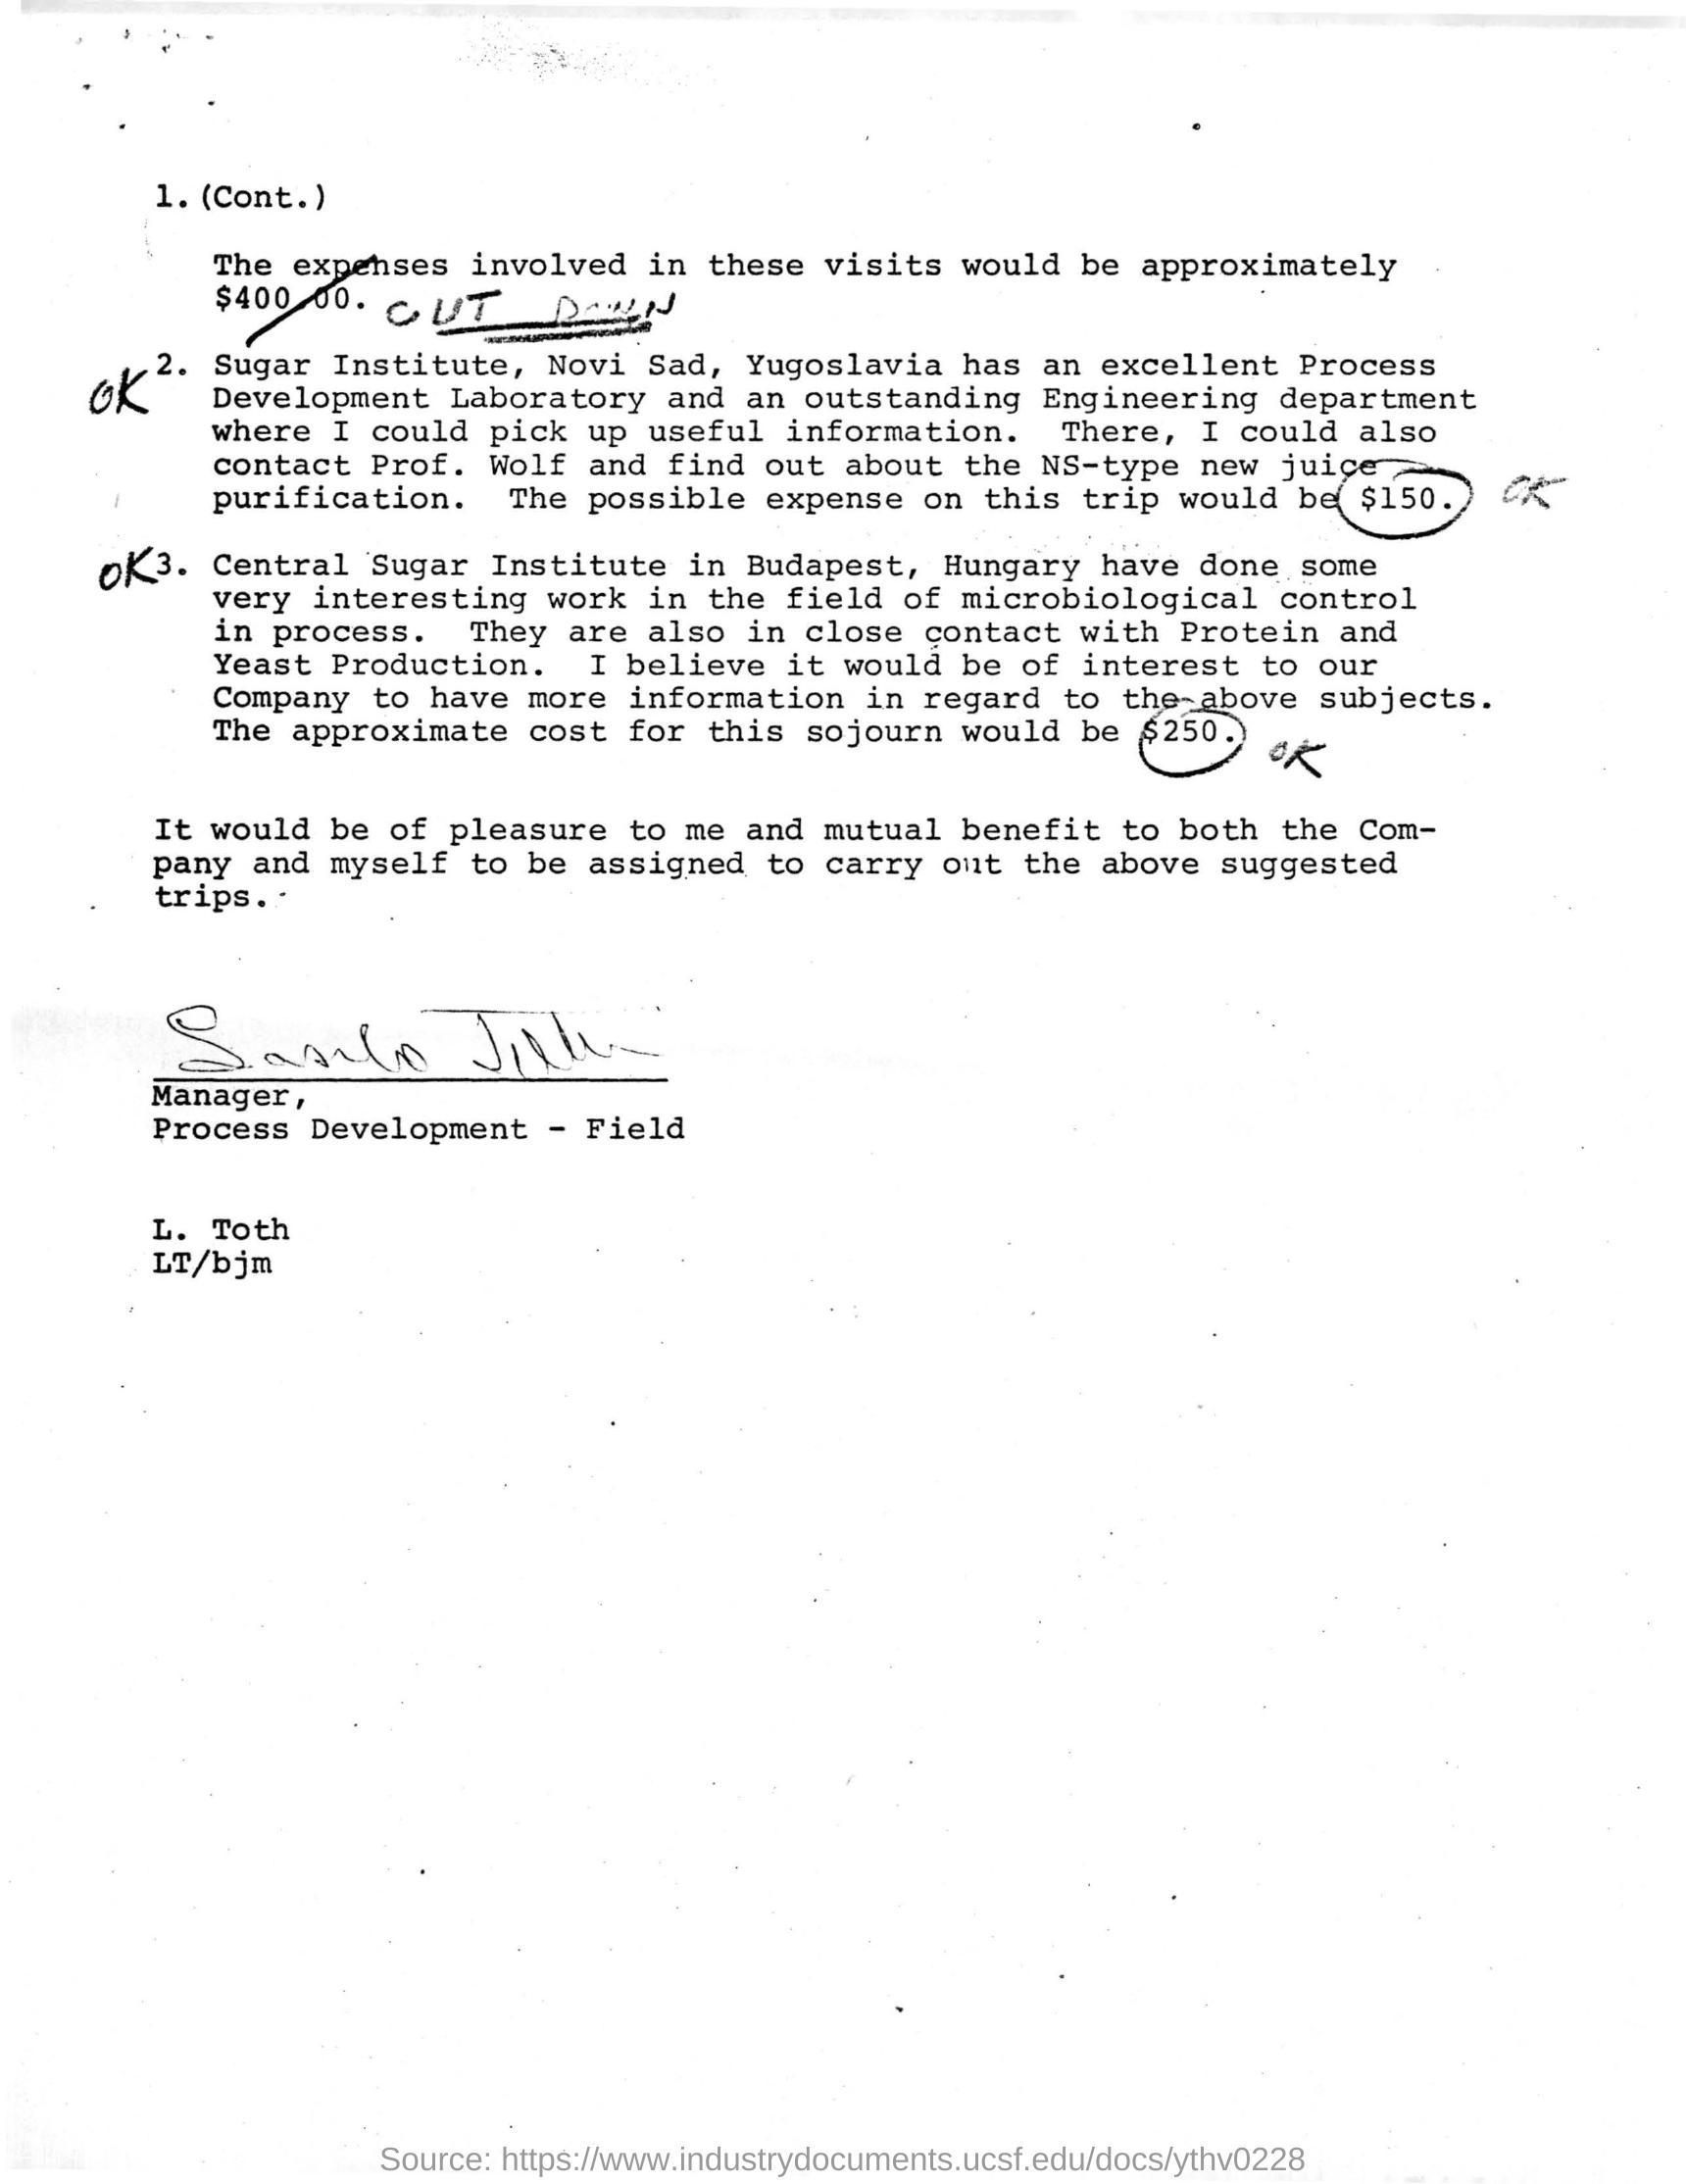 1. (Cont.)
The expenses involved in these visits would be approximately
$400.00. CUT DOWN
OK 2. Sugar Institute, Novi Sad, Yugoslavia has an excellent Process
Development Laboratory and an outstanding Engineering department
where I could pick up useful information. There, I could also
contact Prof. Wolf and find out about the NS-type new juice
purification. The possible expense on this trip would be $150. OK
OK 3. Central Sugar Institute in Budapest, Hungary have done some
very interesting work in the field of microbiological control
in process. They are also in close contact with Protein and
Yeast Production. I believe it would be of interest to our
Company to have more information in regard to the above subjects.
The approximate cost for this sojourn would be $250. OK
It would be of pleasure to me and mutual benefit to both the Com-
pany and myself to be assigned to carry out the above suggested
trips.
Manager,
Process Development - Field
L. Toth
LT/bjm
Source: https://www.industrydocuments.ucsf.edu/docs/ythv0228